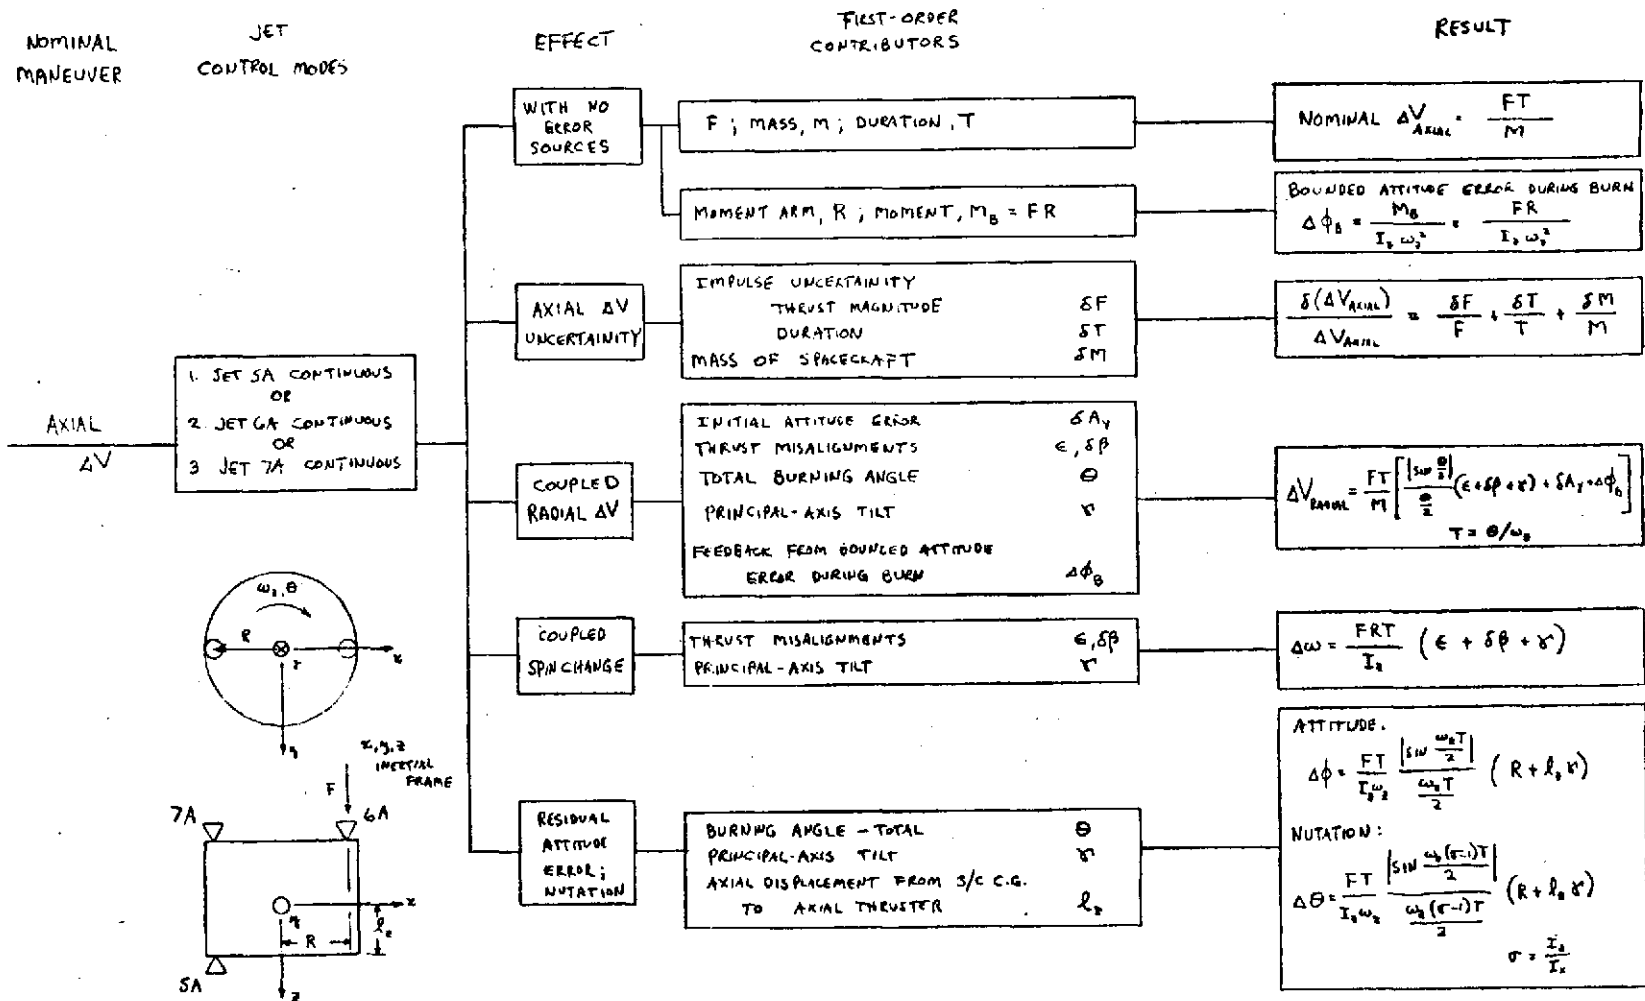 NOMINAL MANEUVER
JET CONTROL MODES
EFFECT
FIRST-ORDER CONTRIBUTORS
RESULT
AXIAL ΔV
1. JET 5A CONTINUOUS
OR
2. JET 6A CONTINUOUS
OR
3 JET 7A CONTINUOUS
WITH NO
ERROR
SOURCES
F ; MASS, M ; DURATION, T
NOMINAL ΔV_AXIAL = FT / M
MOMENT ARM, R ; MOMENT, M_B = FR
BOUNDED ATTITUDE ERROR DURING BURN
Δϕ_B = M_B / (I_z ω_z²) = FR / (I_z ω_z²)
AXIAL ΔV
UNCERTAINITY
IMPULSE UNCERTAINITY
THRUST MAGNITUDE δF
DURATION δT
MASS OF SPACECRAFT δM
δ(ΔV_AXIAL) / ΔV_AXIAL = δF/F + δT/T + δM/M
COUPLED
RADIAL ΔV
INITIAL ATTITUDE ERROR δA_γ
THRUST MISALIGNMENTS ϵ, δβ
TOTAL BURNING ANGLE Θ
PRINCIPAL-AXIS TILT γ
FEEDBACK FROM BOUNDED ATTITUDE
ERROR DURING BURN Δϕ_B
ΔV_RADIAL = FT/M [ |SIN Θ/2| / (Θ/2) (ϵ + δβ + γ) + δA_γ + Δϕ_B ]
T = Θ/ω_z
COUPLED
SPIN CHANGE
THRUST MISALIGNMENTS ϵ, δβ
PRINCIPAL-AXIS TILT γ
Δω = FRT / I_z (ϵ + δβ + γ)
RESIDUAL
ATTITUDE
ERROR;
NUTATION
BURNING ANGLE - TOTAL Θ
PRINCIPAL-AXIS TILT γ
AXIAL DISPLACEMENT FROM S/C C.G.
TO AXIAL THRUSTER ℓ_z
ATTITUDE.
Δϕ = FT / (I_z ω_z) |SIN ω_z T/2| / (ω_z T/2) (R + ℓ_z γ)
NUTATION:
ΔΘ = FT / (I_z ω_z) |SIN ω_z(σ-1)T/2| / (ω_z(σ-1)T/2) (R + ℓ_z γ)
σ = I_z / I_x
ω_z, Θ
R
x
z
y
x, y, z
INERTIAL
FRAME
F
7A
6A
x
y
ℓ_z
R
5A
z